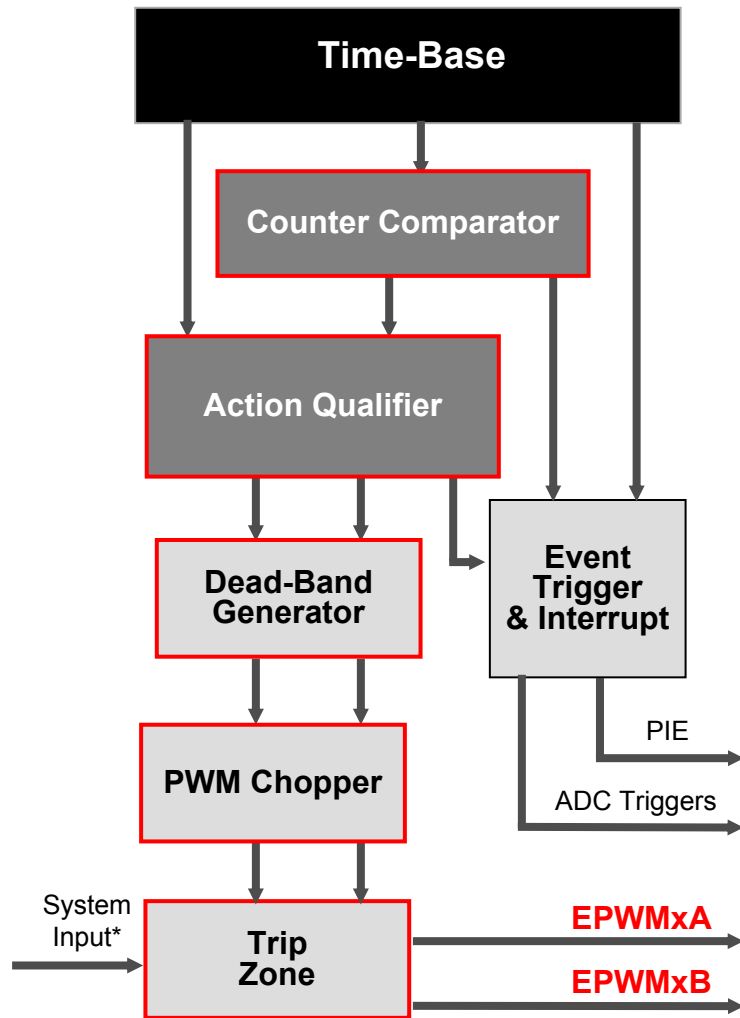 Time-Base
Counter Comparator
Action Qualifier
Dead-Band
Generator
Event
Trigger
& Interrupt
PIE
PWM Chopper
ADC Triggers
System
Input*
Trip
Zone
EPWMxA
EPWMxB